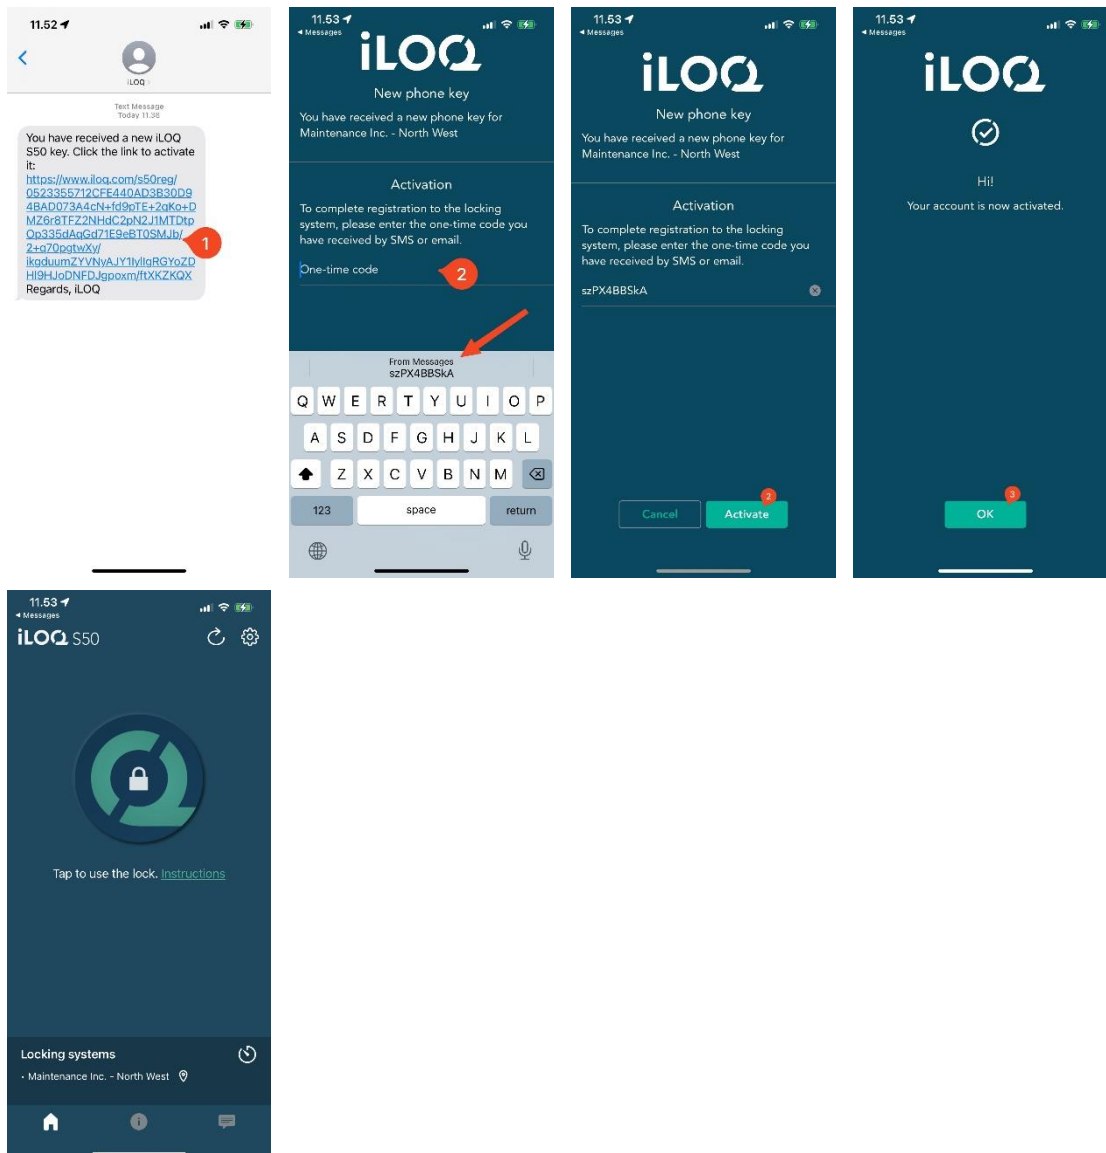 11.52
iLOQ
Text Message
Today 11.38
You have received a new iLOQ
S50 key. Click the link to activate
it:
https://www.iloq.com/s50reg/
0523355712CFE440AD3B30D9
4BAD073A4cN+fd9pTE+2qKo+D
MZ6r8TFZ2NHdC2pN2J1MTDtp
Op335dAqGd71E9eBT0SMJb/
2+q70pgtwXy/
ikgduumZYVNyAJY1IyIlgRGYoZD
HI9HJoDNFDJgpoxm/ftXKZKQX
Regards, iLOQ
1
11.53
Messages
iLOQ
New phone key
You have received a new phone key for
Maintenance Inc. - North West
Activation
To complete registration to the locking
system, please enter the one-time code you
have received by SMS or email.
One-time code
2
From Messages
szPX4BBSkA
Q W E R T Y U I O P
A S D F G H J K L
Z X C V B N M
123 space return
11.53
Messages
iLOQ
New phone key
You have received a new phone key for
Maintenance Inc. - North West
Activation
To complete registration to the locking
system, please enter the one-time code you
have received by SMS or email.
szPX4BBSkA
2
Cancel Activate
11.53
Messages
iLOQ
Hi!
Your account is now activated.
3
OK
11.53
Messages
iLOQ S50
Tap to use the lock. Instructions
Locking systems
- Maintenance Inc. - North West